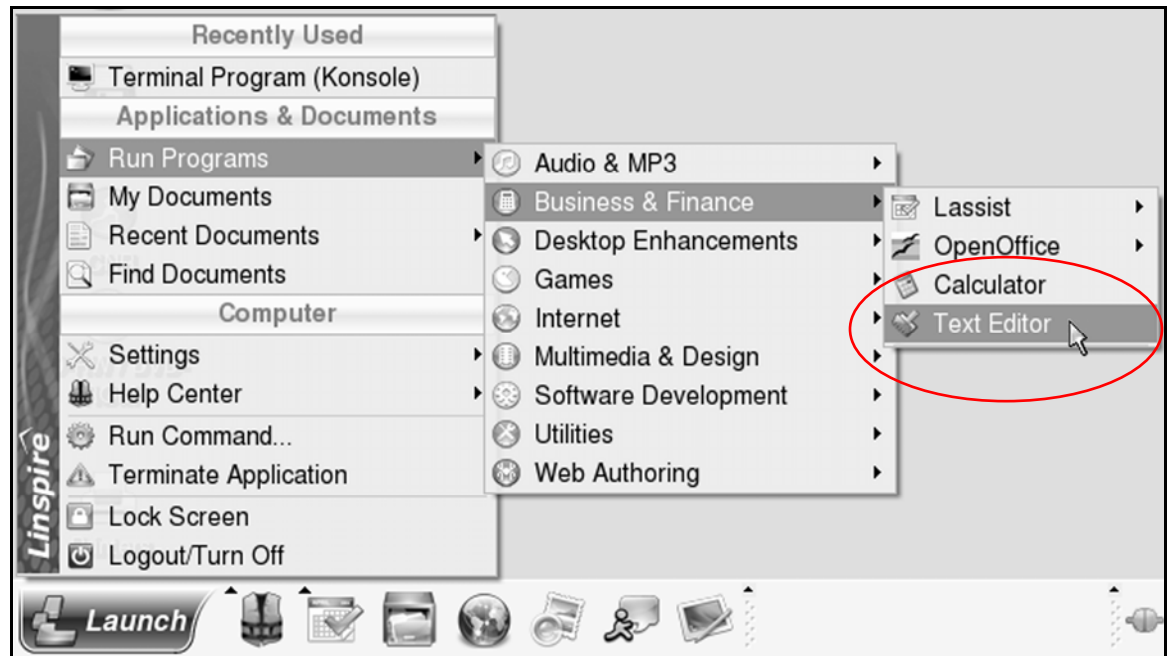 Recently Used
Terminal Program (Konsole)
Applications & Documents
Run Programs
My Documents
Recent Documents
Find Documents
Computer
Settings
Help Center
Run Command...
Terminate Application
Lock Screen
Logout/Turn Off
Linspire
Audio & MP3
Business & Finance
Desktop Enhancements
Games
Internet
Multimedia & Design
Software Development
Utilities
Web Authoring
Lassist
OpenOffice
Calculator
Text Editor
Launch